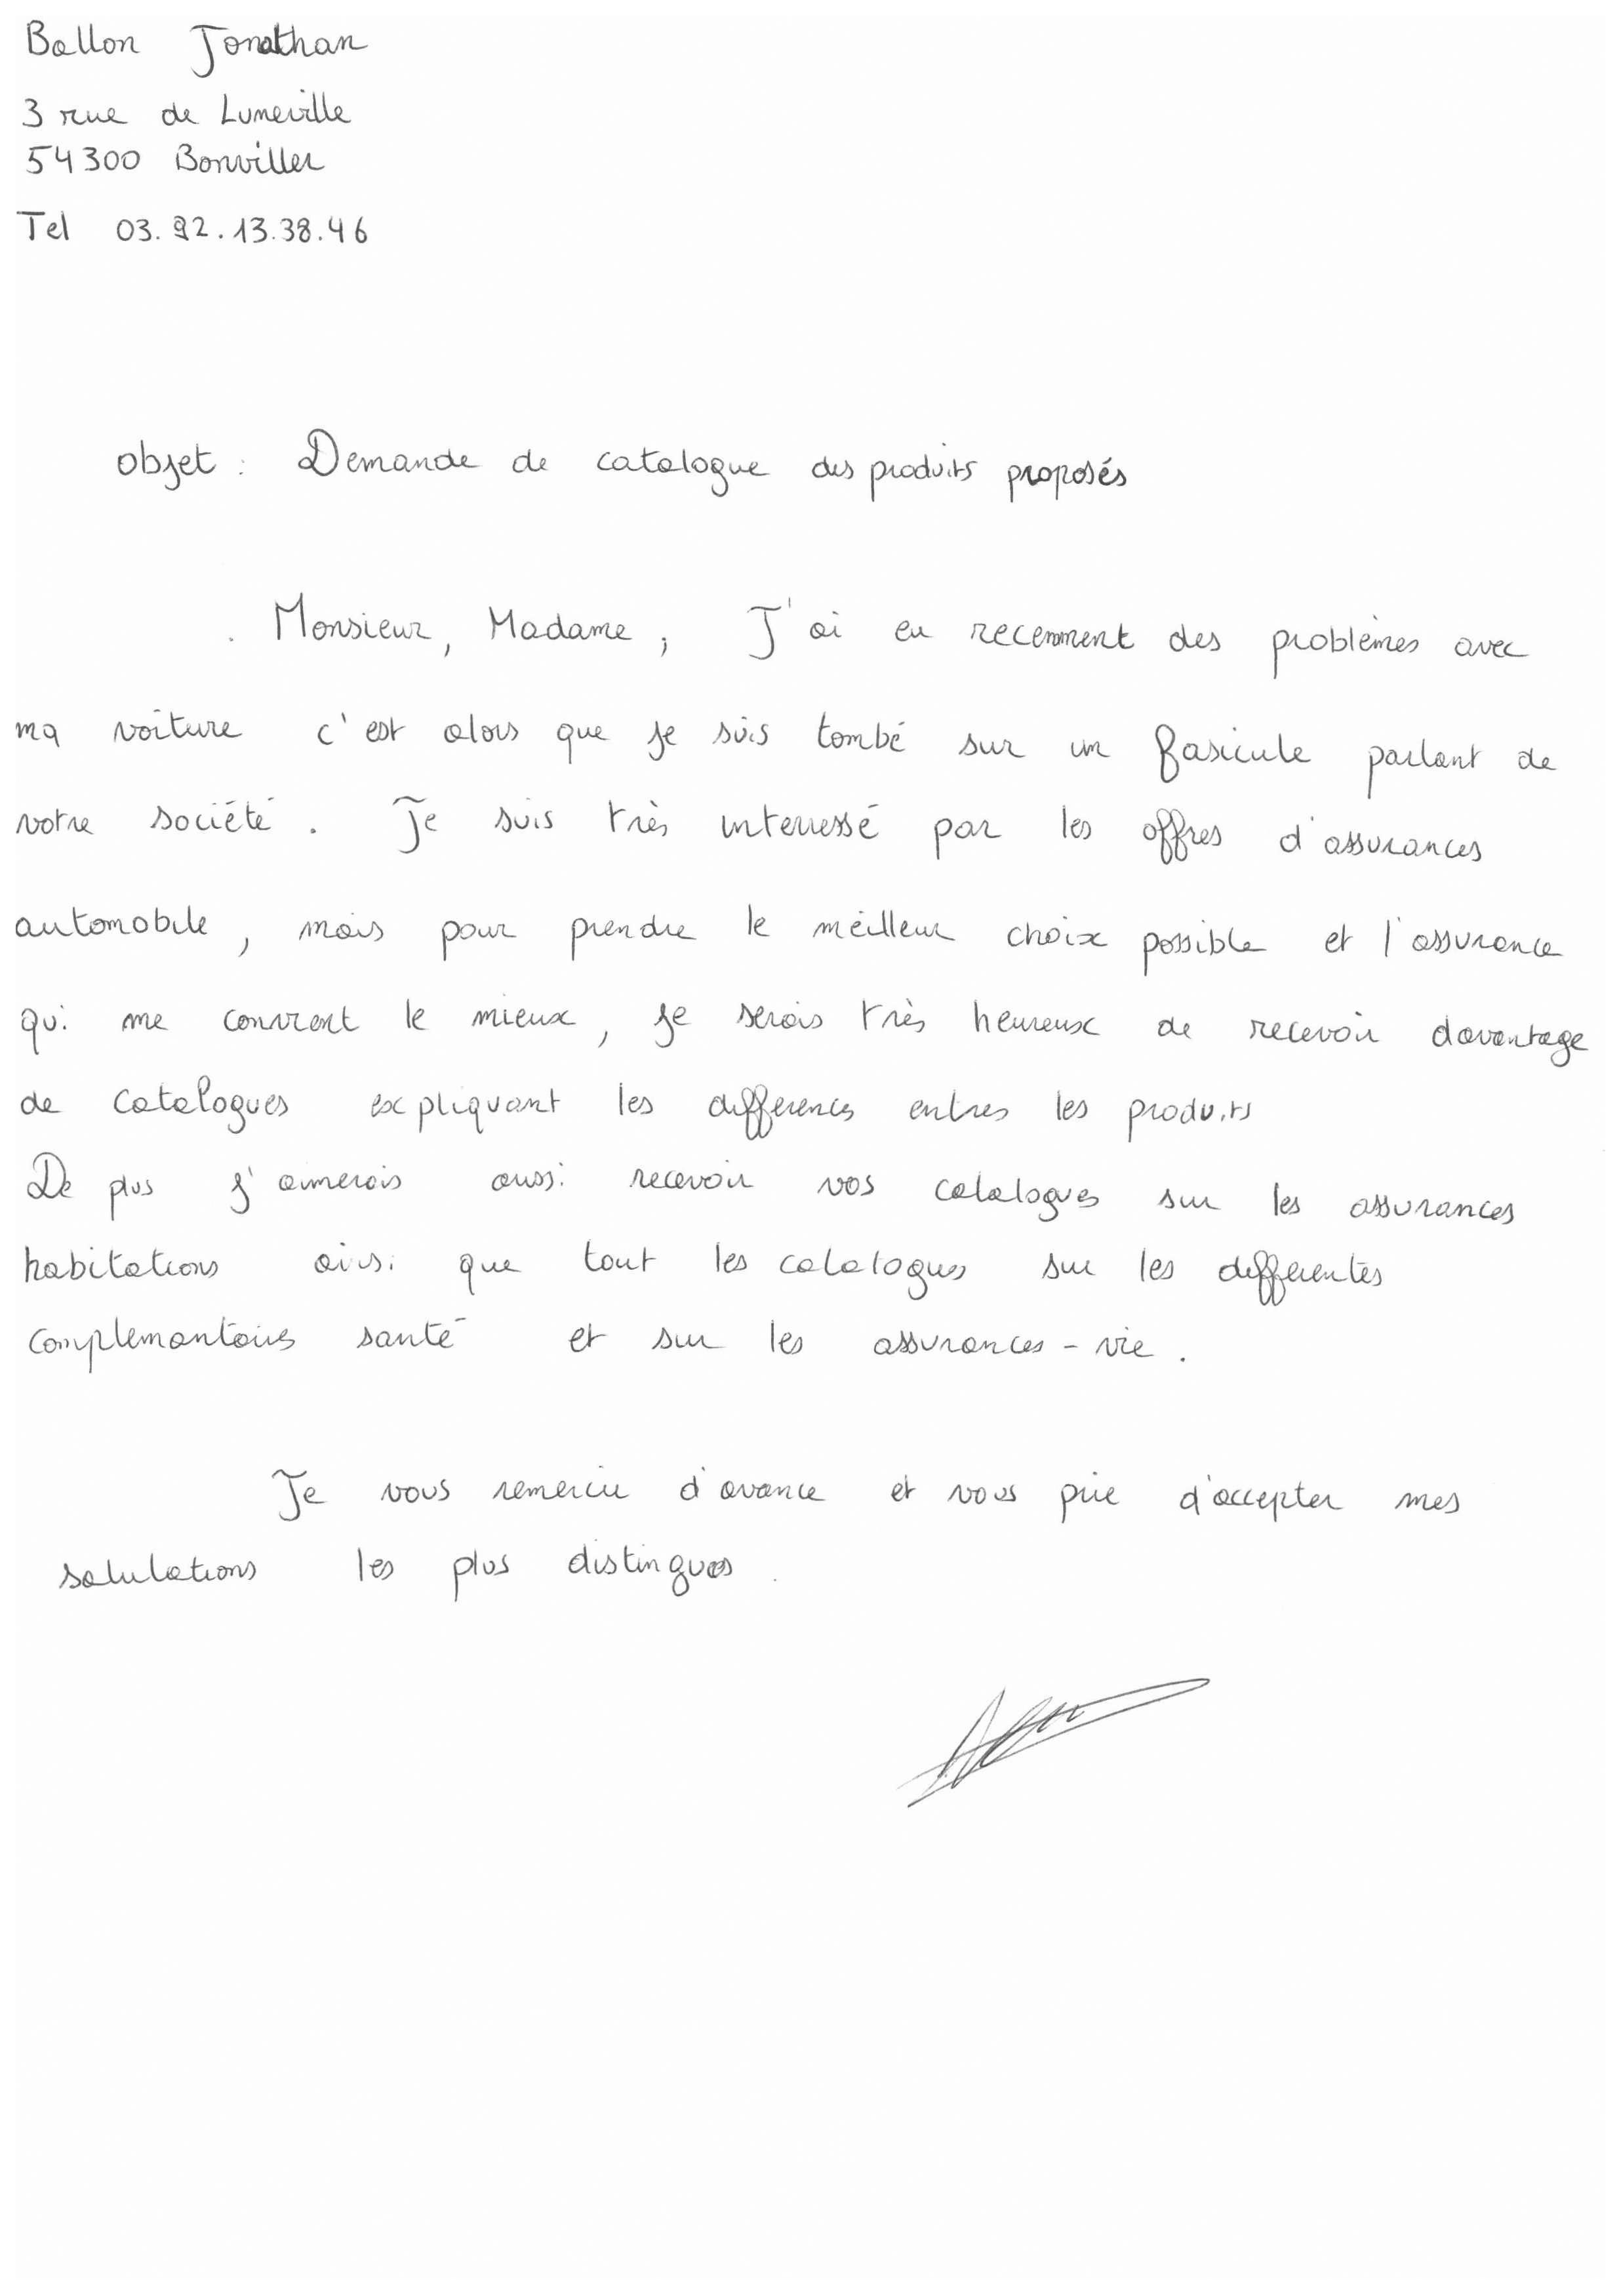 Ballon Jonathan
3 rue de Luneville
54300 Bonviller
Tel 03.92.13.38.46
objet : Demande de catalogue des produits proposés
Monsieur, Madame, J'ai eu recemment des problèmes avec
ma voiture c'est alors que je suis tombé sur un fasicule parlant de
votre société. Je suis très interressé par les offres d'assurances
automobile, mais pour prendre le meilleur choix possible et l'assurance
qui me convient le mieux, je serais très heureux de recevoir davantage
de catalogues expliquant les differences entres les produits
De plus j'aimerais aussi recevoir vos catalogues sur les assurances
habitations ainsi que tout les catalogues sur les differentes
complemantaires santé et sur les assurances-vie.
Je vous remercie d'avance et vous prie d'accepter mes
salutations les plus distingues.